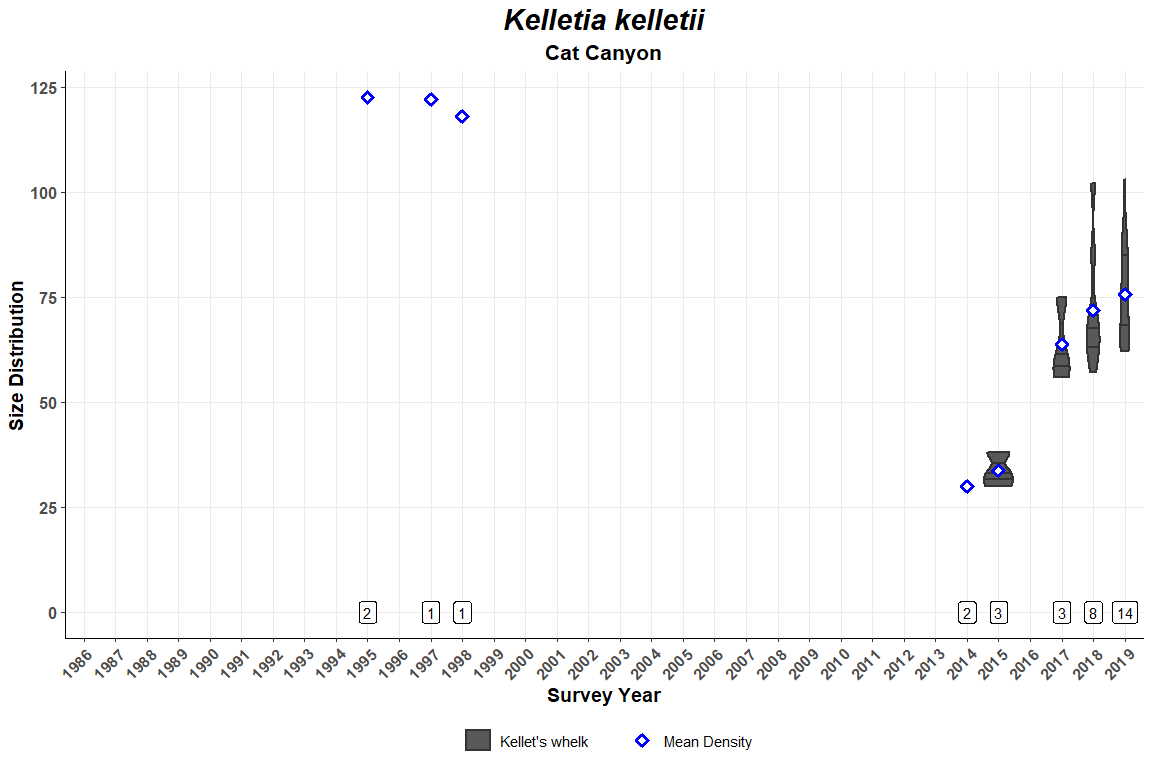 Kelletia kelletii
Cat Canyon
125
100
75
50
25
0
Size Distribution
2 1 1 2 3 3 8 14
1986 1987 1988 1989 1990 1991 1992 1993 1994 1995 1996 1997 1998 1999 2000 2001 2002 2003 2004 2005 2006 2007 2008 2009 2010 2011 2012 2013 2014 2015 2016 2017 2018 2019
Survey Year
Kellet's whelk Mean Density